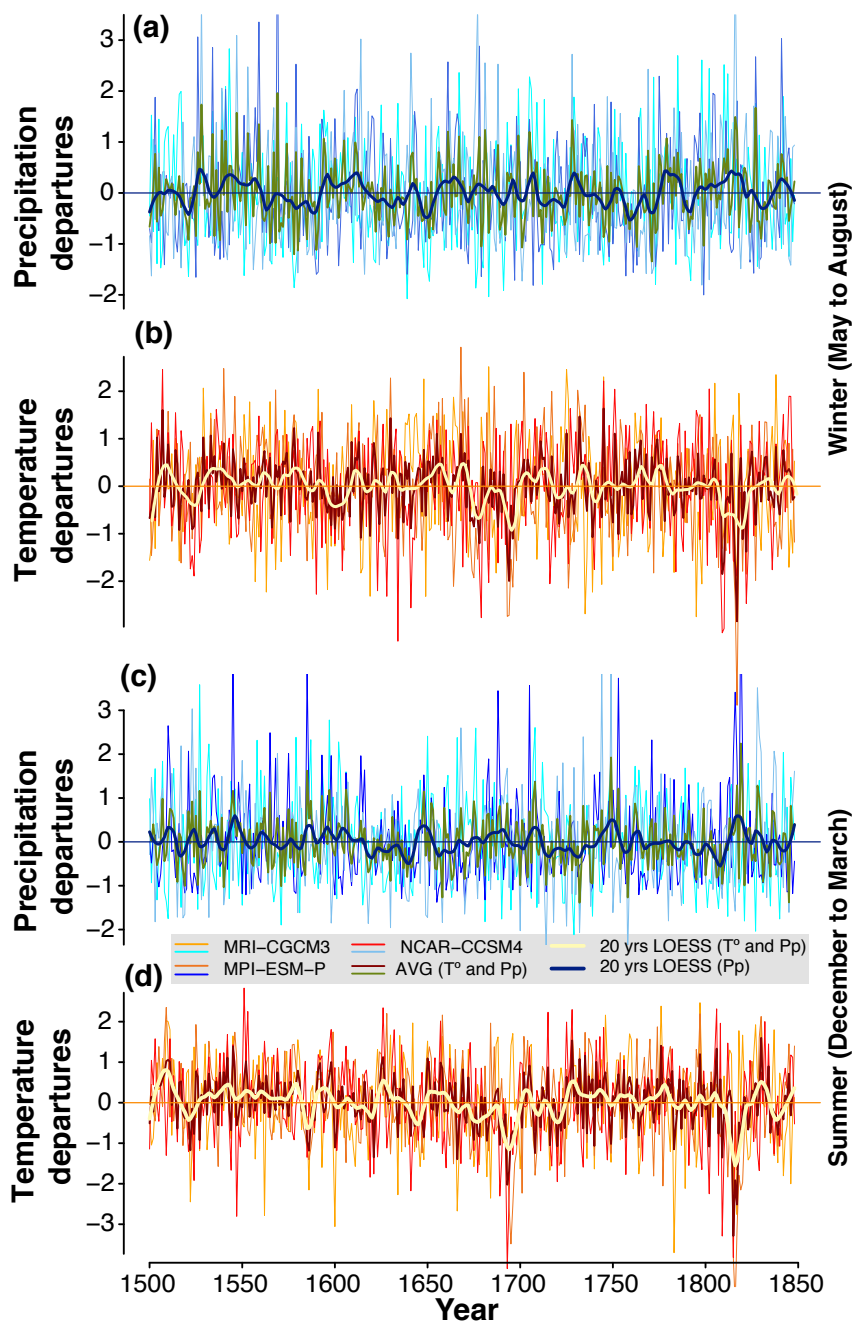 (a)
3
2
1
0
−1
−2
Precipitation
departures
(b)
2
1
0
−1
−2
Temperature
departures
Winter (May to August)
(c)
3
2
1
0
−1
−2
Precipitation
departures
MRI−CGCM3 NCAR−CCSM4 20 yrs LOESS (Tº and Pp)
MPI−ESM−P AVG (Tº and Pp) 20 yrs LOESS (Pp)
(d)
2
1
0
−1
−2
−3
Temperature
departures
Summer (December to March)
1500 1550 1600 1650 1700 1750 1800 1850
Year